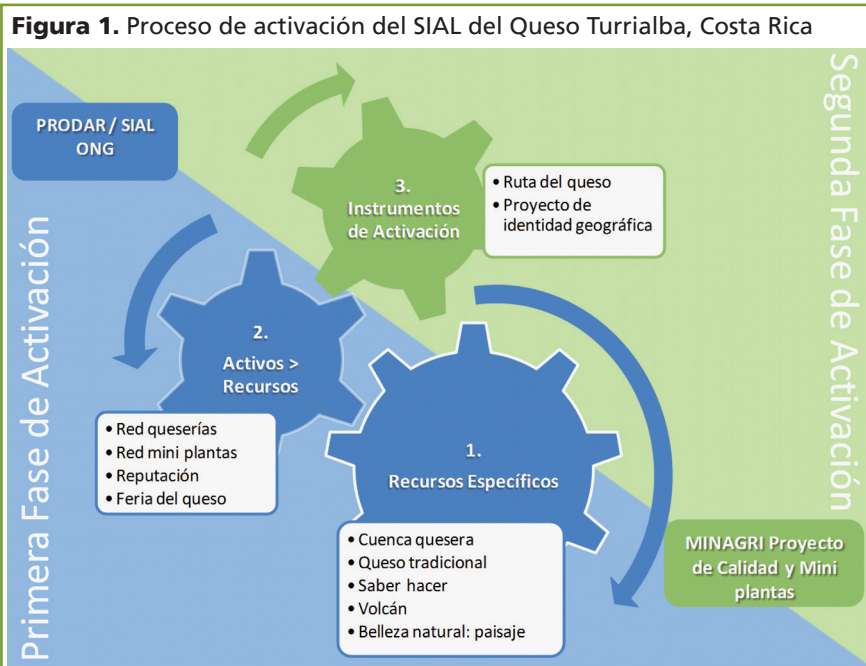 Figura 1. Proceso de activación del SIAL del Queso Turrialba, Costa Rica
PRODAR / SIAL
ONG
Primera Fase de Activación
Segunda Fase de Activación
3.
Instrumentos
de Activación
• Ruta del queso
• Proyecto de
identidad geográfica
2.
Activos >
Recursos
• Red queserías
• Red mini plantas
• Reputación
• Feria del queso
1.
Recursos Específicos
• Cuenca quesera
• Queso tradicional
• Saber hacer
• Volcán
• Belleza natural: paisaje
MINAGRI Proyecto
de Calidad y Mini
plantas